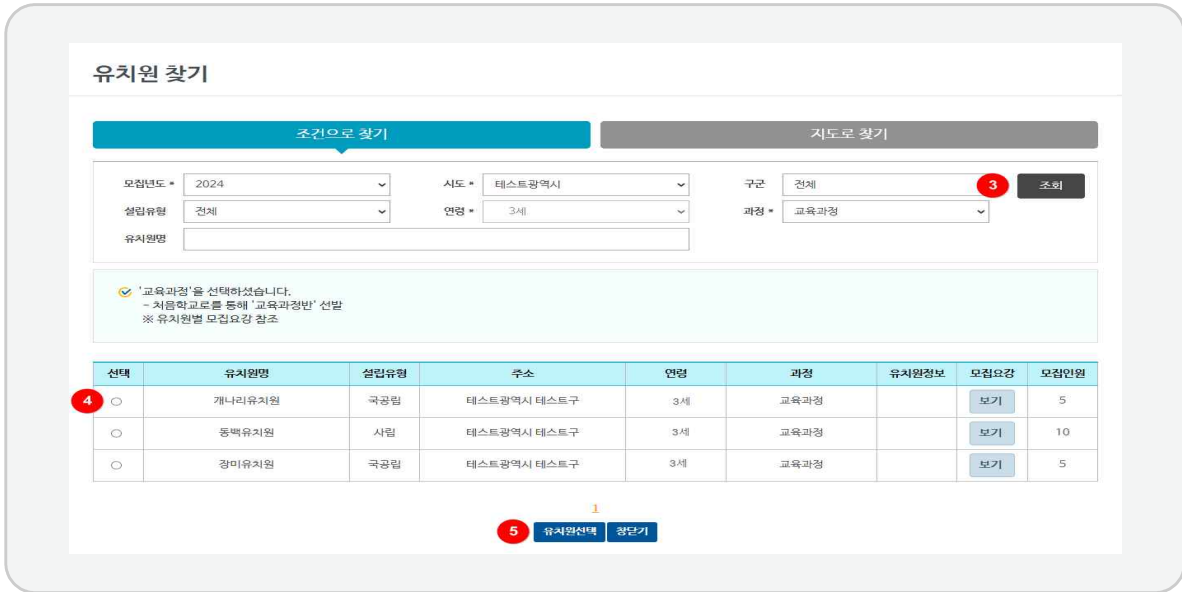 유치원 찾기
조건으로 찾기 지도로 찾기
모집년도 * 2024 시도 * 테스트광역시 구군 전체 3 조회
설립유형 전체 연령 * 3세 과정 * 교육과정
유치원명
'교육과정'을 선택하셨습니다.
- 처음학교로를 통해 '교육과정반' 선발
※ 유치원별 모집요강 참조
선택 유치원명 설립유형 주소 연령 과정 유치원정보 모집요강 모집인원
4 개나리유치원 국공립 테스트광역시 테스트구 3세 교육과정 보기 5
동백유치원 사립 테스트광역시 테스트구 3세 교육과정 보기 10
장미유치원 국공립 테스트광역시 테스트구 3세 교육과정 보기 5
1
5 유치원선택 창닫기